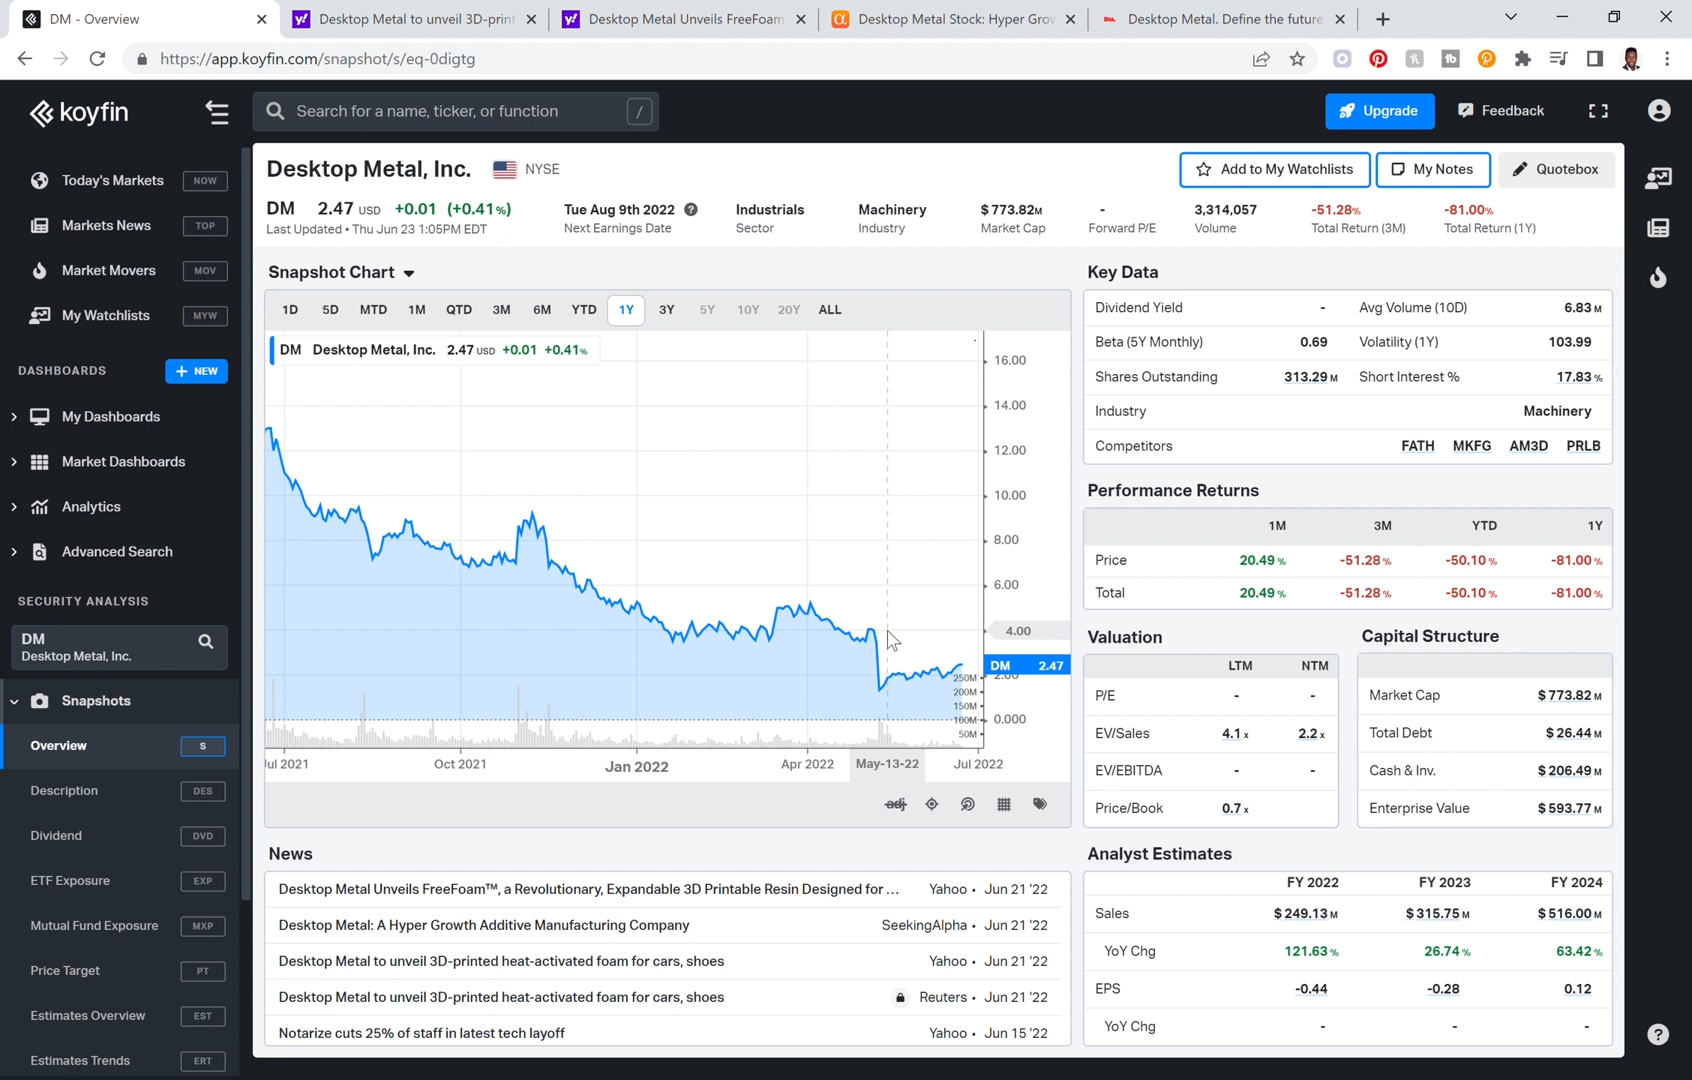 DM - Overview
Desktop Metal to unveil 3D-print
Desktop Metal Unveils FreeFoam
Desktop Metal Stock: Hyper Grow
Desktop Metal. Define the future.
https://app.koyfin.com/snapshot/s/eq-0digtg
koyfin
Search for a name, ticker, or function
/
Upgrade
Feedback
Today's Markets NOW
Markets News TOP
Market Movers MOV
My Watchlists MYW
DASHBOARDS
+ NEW
My Dashboards
Market Dashboards
Analytics
Advanced Search
SECURITY ANALYSIS
DM
Desktop Metal, Inc.
Snapshots
Overview S
Description DES
Dividend DVD
ETF Exposure EXP
Mutual Fund Exposure MXP
Price Target PT
Estimates Overview EST
Estimates Trends ERT
Desktop Metal, Inc. NYSE
Add to My Watchlists
My Notes
Quotebox
DM 2.47 USD +0.01 (+0.41%)
Last Updated • Thu Jun 23 1:05PM EDT
Tue Aug 9th 2022
Next Earnings Date
Industrials
Sector
Machinery
Industry
$773.82M
Market Cap
-
Forward P/E
3,314,057
Volume
-51.28%
Total Return (3M)
-81.00%
Total Return (1Y)
Snapshot Chart
1D 5D MTD 1M QTD 3M 6M YTD 1Y 3Y 5Y 10Y 20Y ALL
DM Desktop Metal, Inc. 2.47 USD +0.01 +0.41%
16.00
14.00
12.00
10.00
8.00
6.00
4.00
DM 2.47
2.00
0.000
250M
200M
150M
100M
50M
Jul 2021 Oct 2021 Jan 2022 Apr 2022 May-13-22 Jul 2022
adj
News
Desktop Metal Unveils FreeFoam™, a Revolutionary, Expandable 3D Printable Resin Designed for ... Yahoo • Jun 21 '22
Desktop Metal: A Hyper Growth Additive Manufacturing Company SeekingAlpha • Jun 21 '22
Desktop Metal to unveil 3D-printed heat-activated foam for cars, shoes Yahoo • Jun 21 '22
Desktop Metal to unveil 3D-printed heat-activated foam for cars, shoes Reuters • Jun 21 '22
Notarize cuts 25% of staff in latest tech layoff Yahoo • Jun 15 '22
Key Data
Dividend Yield - Avg Volume (10D) 6.83M
Beta (5Y Monthly) 0.69 Volatility (1Y) 103.99
Shares Outstanding 313.29M Short Interest % 17.83%
Industry Machinery
Competitors FATH MKFG AM3D PRLB
Performance Returns
1M 3M YTD 1Y
Price 20.49% -51.28% -50.10% -81.00%
Total 20.49% -51.28% -50.10% -81.00%
Valuation
LTM NTM
P/E - -
EV/Sales 4.1x 2.2x
EV/EBITDA - -
Price/Book 0.7x
Capital Structure
Market Cap $773.82M
Total Debt $26.44M
Cash & Inv. $206.49M
Enterprise Value $593.77M
Analyst Estimates
FY 2022 FY 2023 FY 2024
Sales $249.13M $315.75M $516.00M
YoY Chg 121.63% 26.74% 63.42%
EPS -0.44 -0.28 0.12
YoY Chg - - -